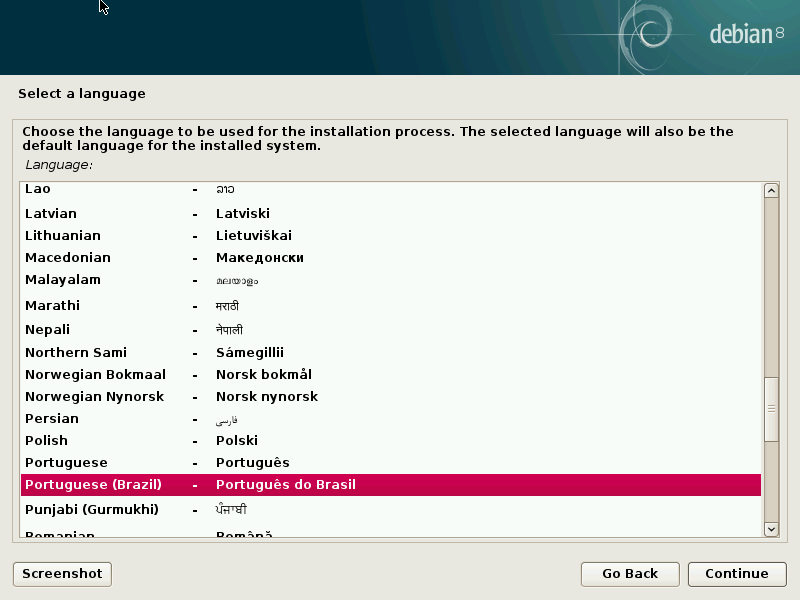 debian 8
Select a language
Choose the language to be used for the installation process. The selected language will also be the
default language for the installed system.
Language:
Lao - ລາວ
Latvian - Latviski
Lithuanian - Lietuviškai
Macedonian - Македонски
Malayalam - മലയാളം
Marathi - मराठी
Nepali - नेपाली
Northern Sami - Sámegillii
Norwegian Bokmaal - Norsk bokmål
Norwegian Nynorsk - Norsk nynorsk
Persian - فارسی
Polish - Polski
Portuguese - Português
Portuguese (Brazil) - Português do Brasil
Punjabi (Gurmukhi) - ਪੰਜਾਬੀ
Romanian - Română
Screenshot Go Back Continue